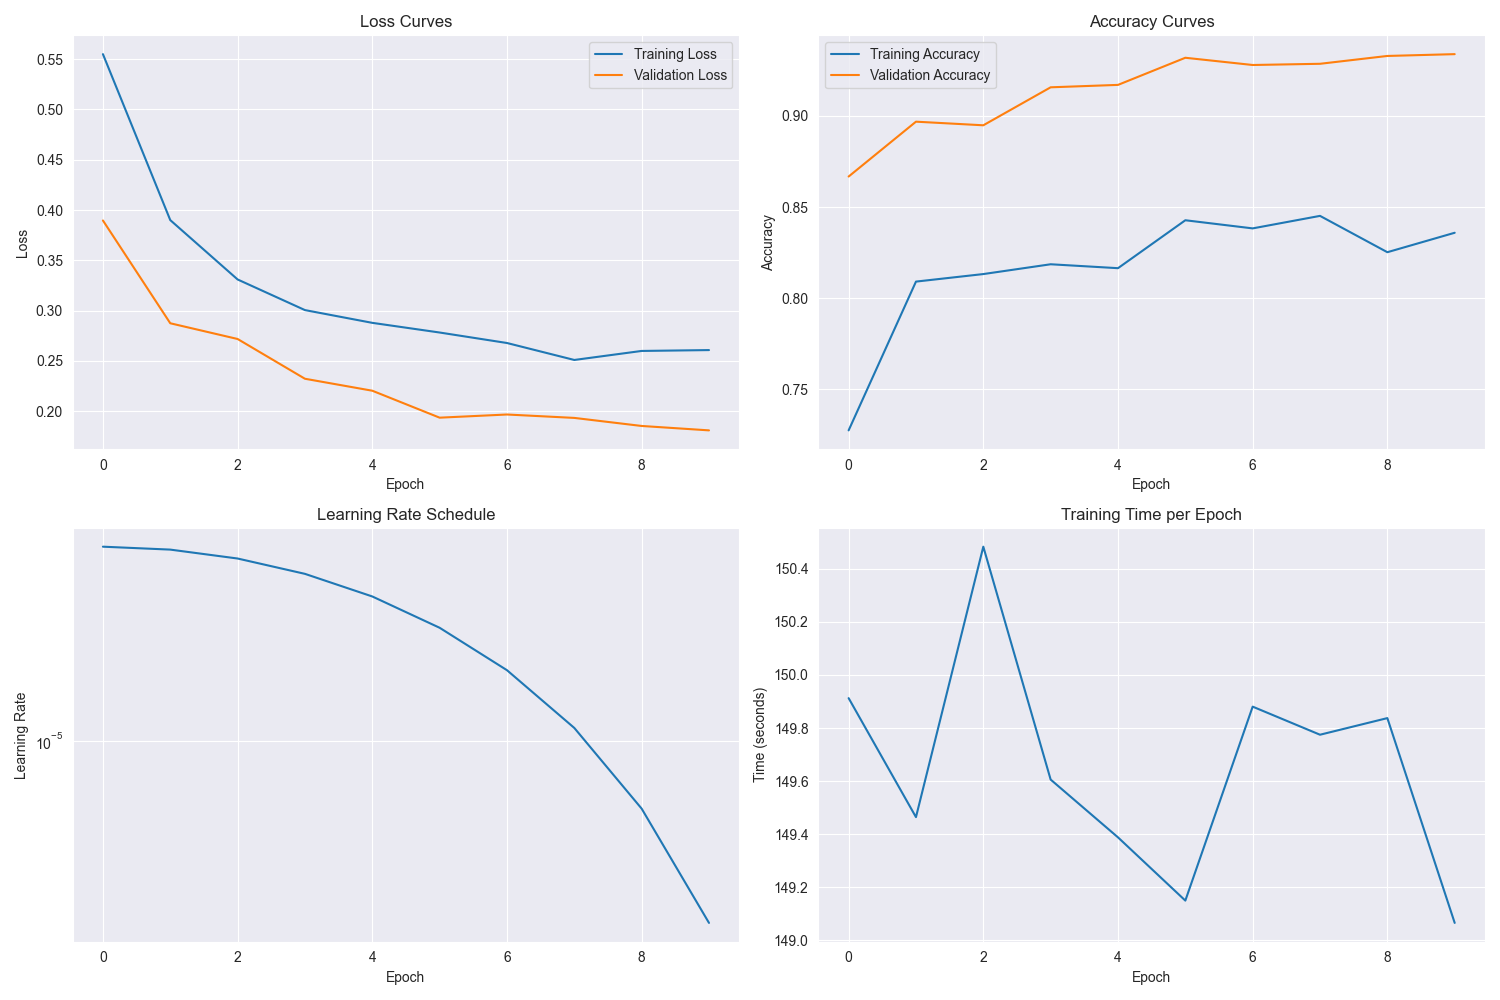 Loss Curves
Training Loss
Validation Loss
0.55
0.50
0.45
0.40
0.35
0.30
0.25
0.20
Loss
0 2 4 6 8
Epoch
Accuracy Curves
Training Accuracy
Validation Accuracy
0.90
0.85
0.80
0.75
Accuracy
0 2 4 6 8
Epoch
Learning Rate Schedule
10⁻⁵
Learning Rate
0 2 4 6 8
Epoch
Training Time per Epoch
150.4
150.2
150.0
149.8
149.6
149.4
149.2
149.0
Time (seconds)
0 2 4 6 8
Epoch